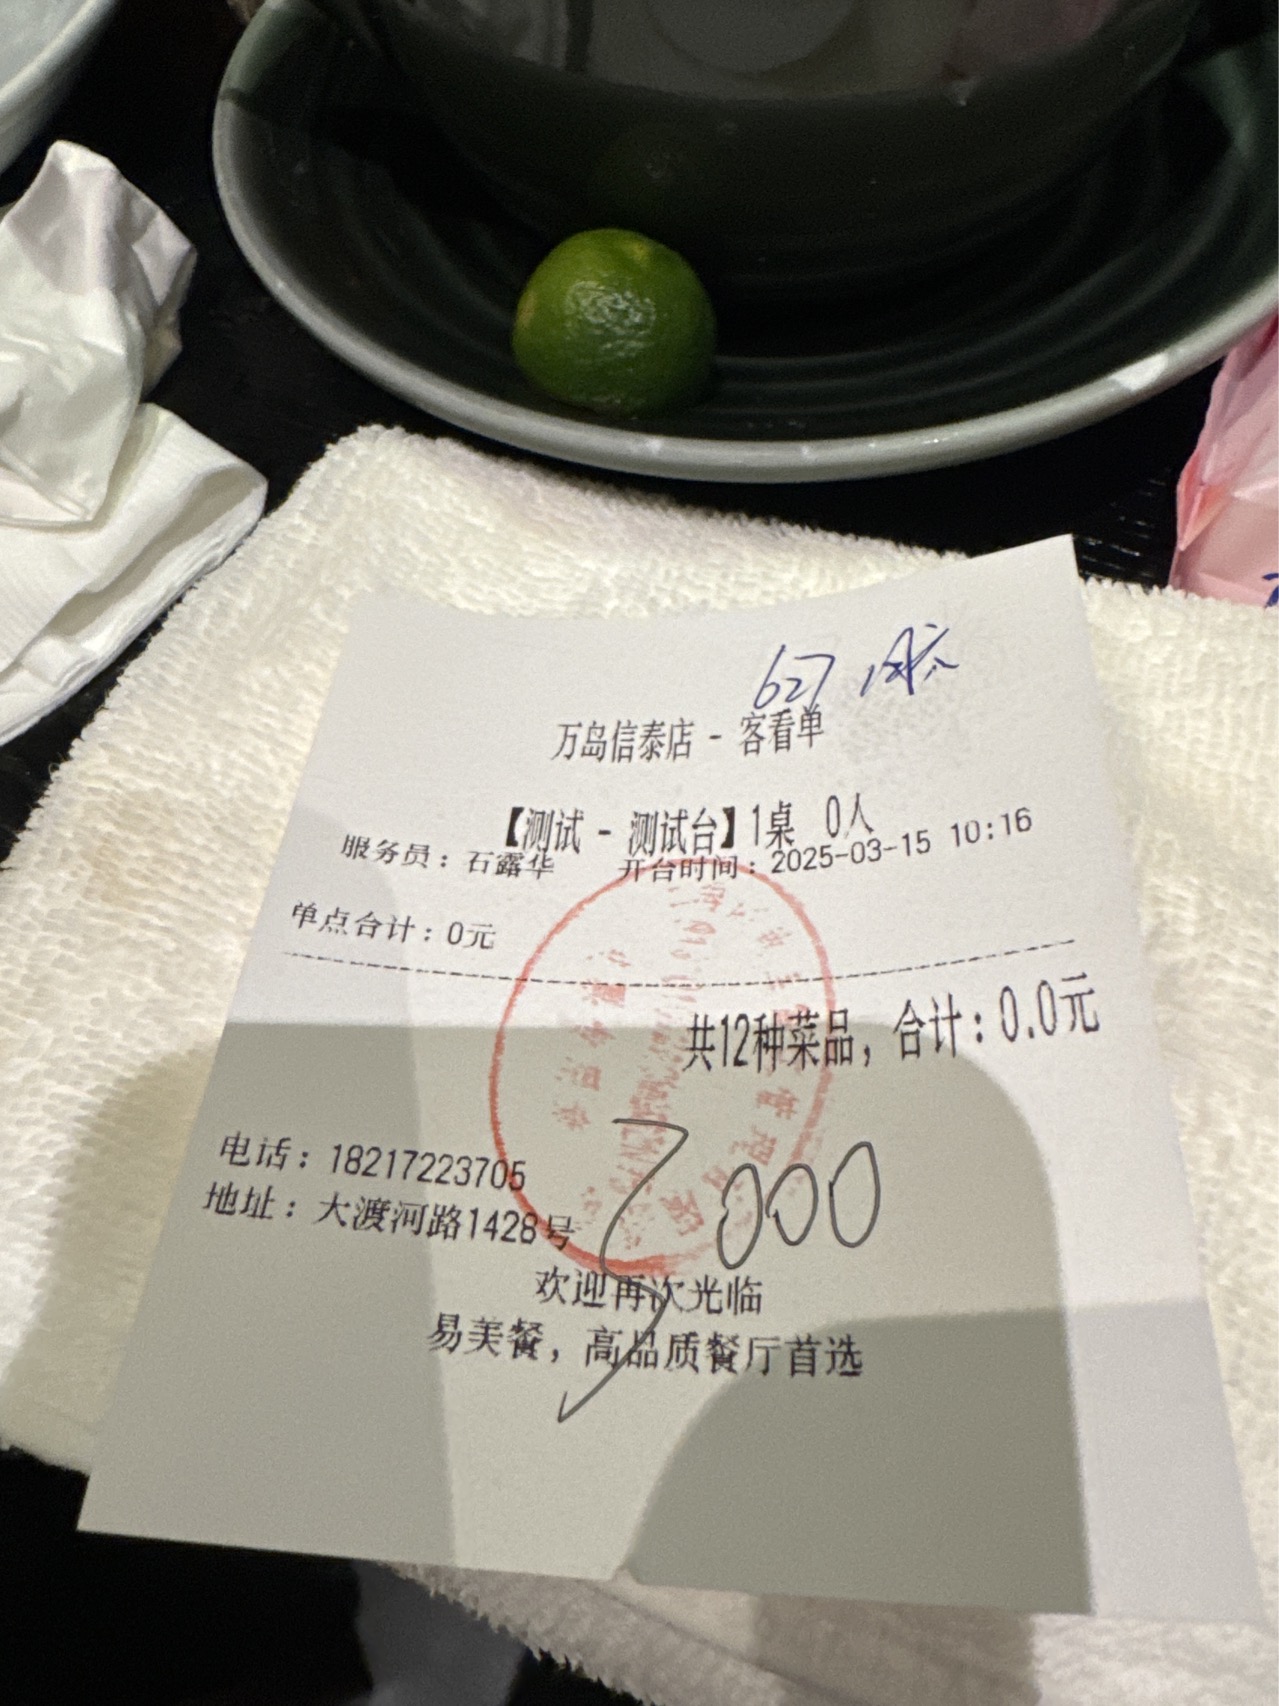 627
万岛信泰店 - 客看单
【测试 - 测试台】1桌 0人
服务员：石露华 开台时间：2025-03-15 10:16
单点合计：0元
共12种菜品，合计：0.0元
3000
电话：18217223705
地址：大渡河路1428号
欢迎再次光临
易美餐，高品质餐厅首选